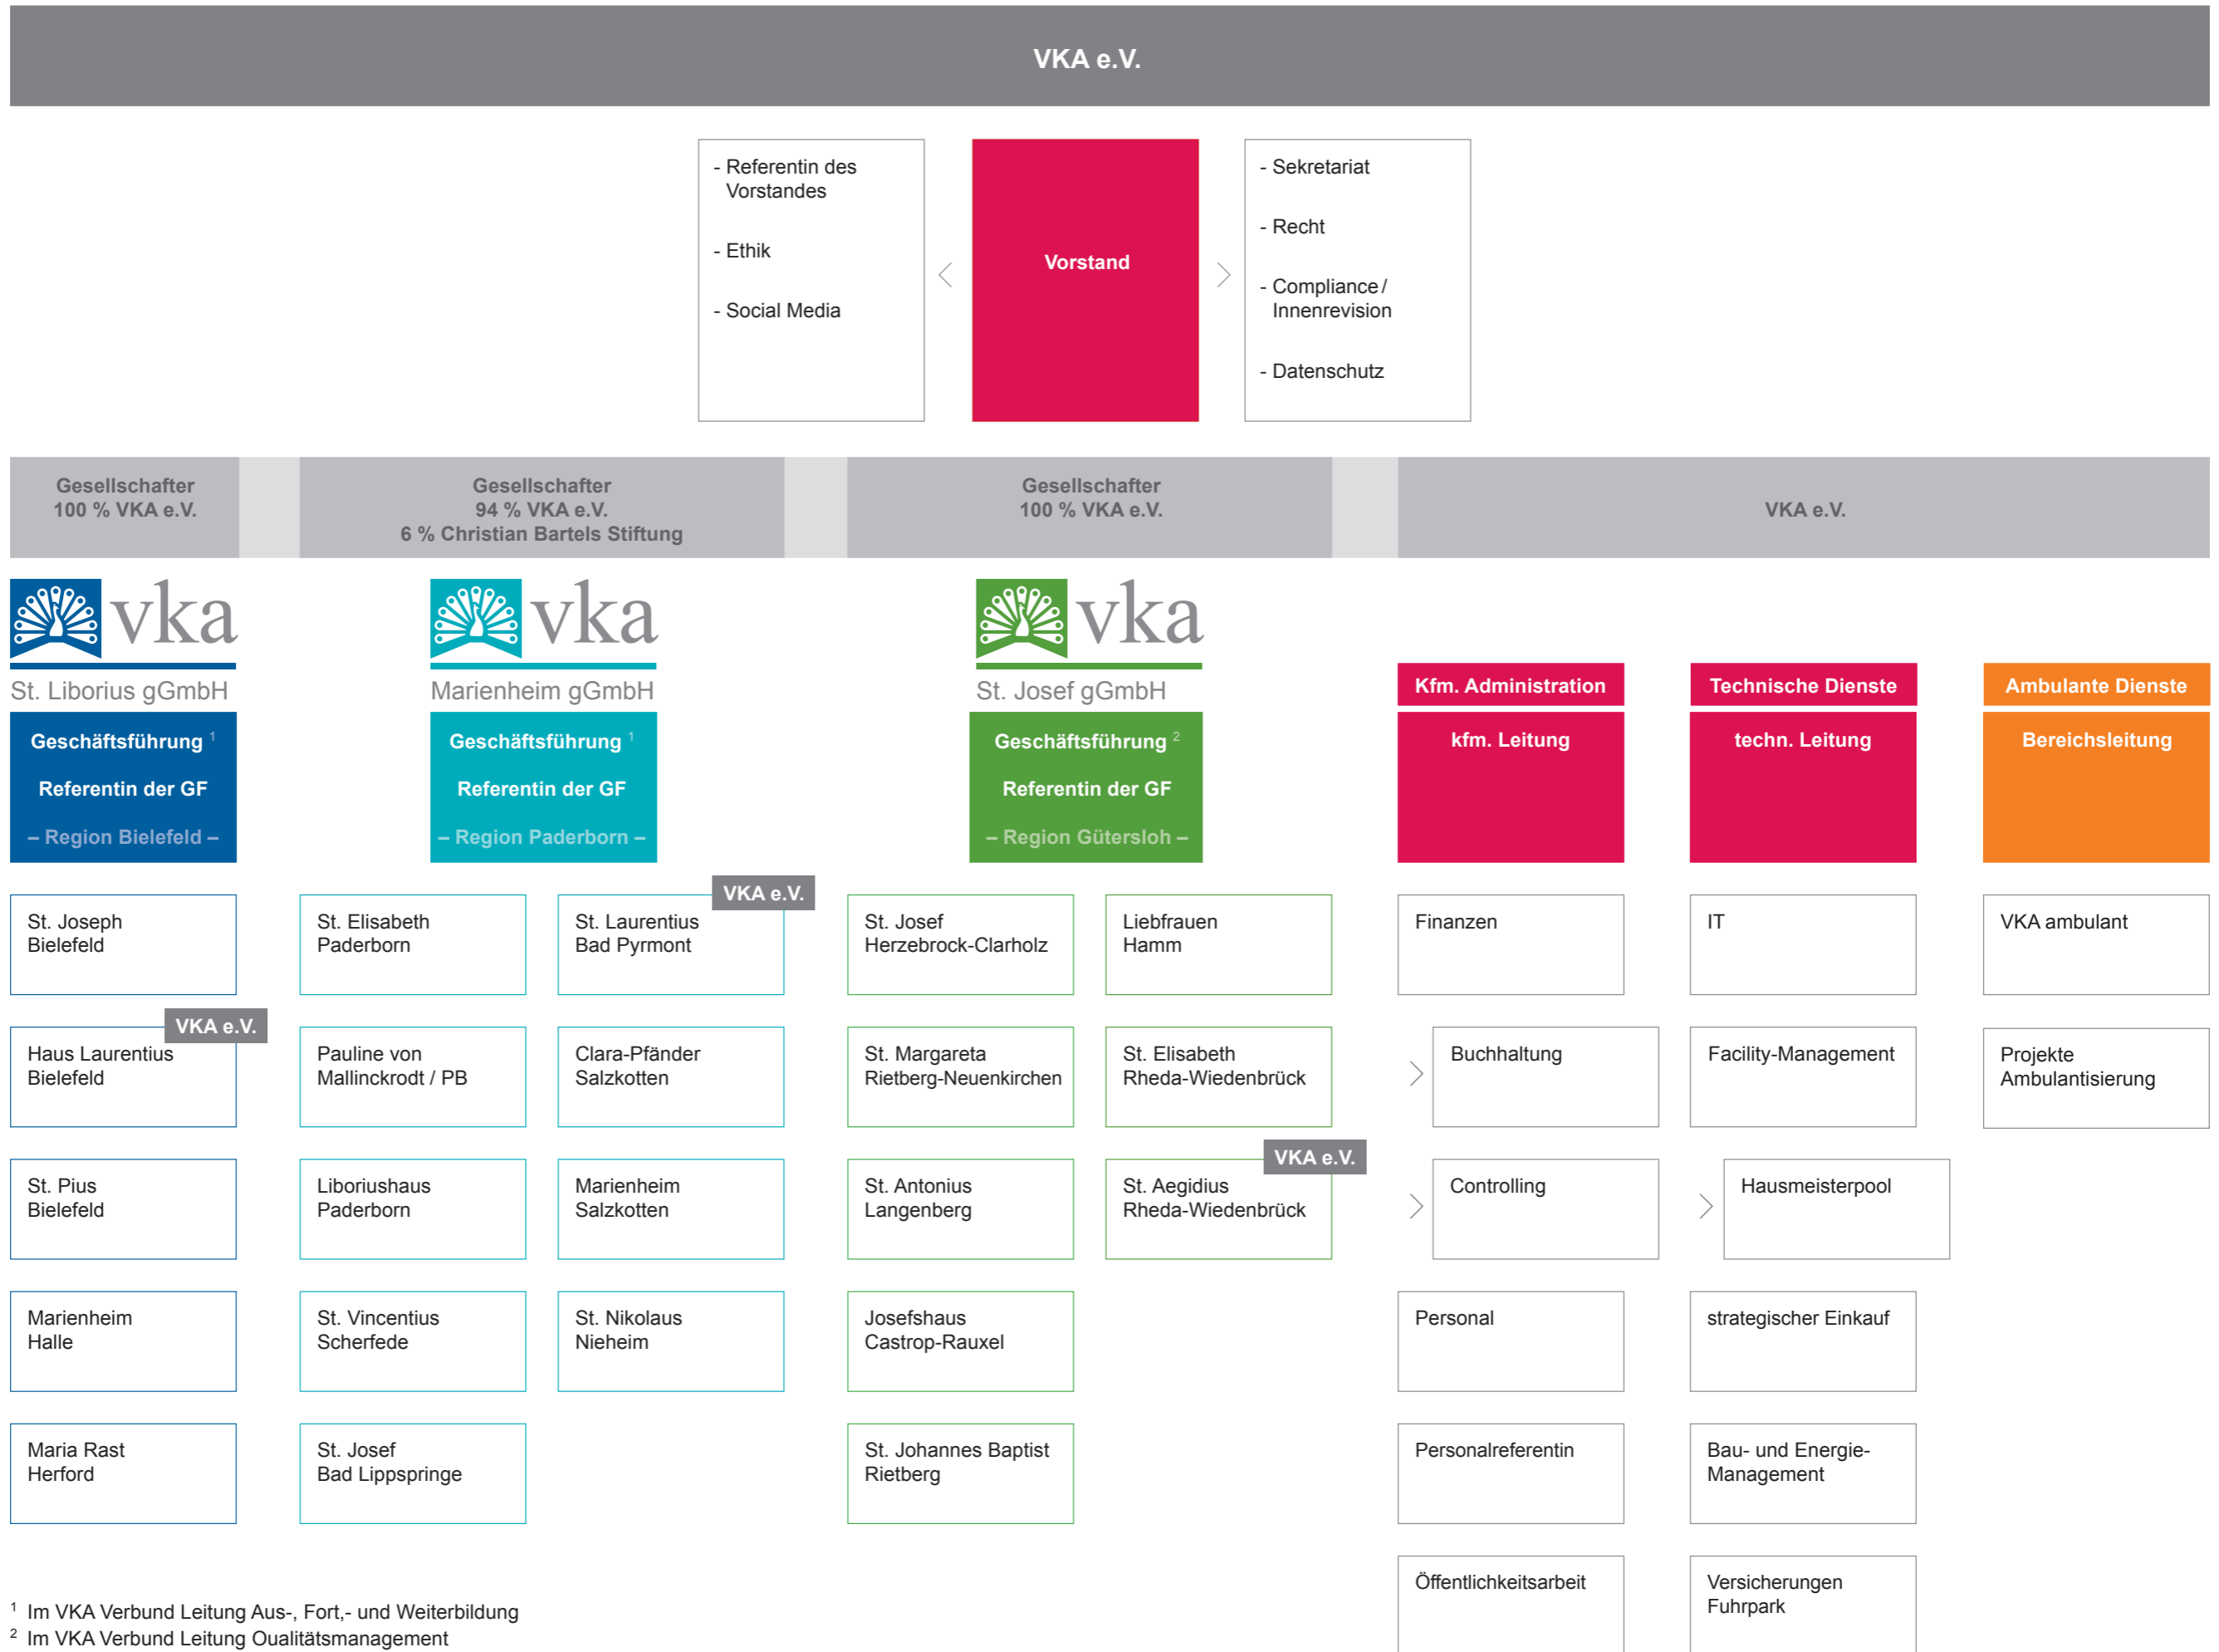 VKA e.V.
- Referentin des
Vorstandes
- Ethik
- Social Media
Vorstand
- Sekretariat
- Recht
- Compliance / 
Innenrevision
- Datenschutz
Gesellschafter
100 % VKA e.V.
Gesellschafter
94 % VKA e.V.
6 % Christian Bartels Stiftung
Gesellschafter
100 % VKA e.V.
VKA e.V.
vka
St. Liborius gGmbH
Geschäftsführung 1
Referentin der GF
– Region Bielefeld –
vka
Marienheim gGmbH
Geschäftsführung 1
Referentin der GF
– Region Paderborn –
vka
St. Josef gGmbH
Geschäftsführung 2
Referentin der GF
– Region Gütersloh –
Kfm. Administration
kfm. Leitung
Technische Dienste
techn. Leitung
Ambulante Dienste
Bereichsleitung
St. Joseph
Bielefeld
VKA e.V.
Haus Laurentius
Bielefeld
St. Pius
Bielefeld
Marienheim
Halle
Maria Rast
Herford
St. Elisabeth
Paderborn
Pauline von
Mallinckrodt / PB
Liboriushaus
Paderborn
St. Vincentius
Scherfede
St. Josef
Bad Lippspringe
VKA e.V.
St. Laurentius
Bad Pyrmont
Clara-Pfänder
Salzkotten
Marienheim
Salzkotten
St. Nikolaus
Nieheim
St. Josef
Herzebrock-Clarholz
St. Margareta
Rietberg-Neuenkirchen
St. Antonius
Langenberg
Josefshaus
Castrop-Rauxel
St. Johannes Baptist
Rietberg
Liebfrauen
Hamm
St. Elisabeth
Rheda-Wiedenbrück
VKA e.V.
St. Aegidius
Rheda-Wiedenbrück
Finanzen
Buchhaltung
Controlling
Personal
Personalreferentin
Öffentlichkeitsarbeit
IT
Facility-Management
Hausmeisterpool
strategischer Einkauf
Bau- und Energie-
Management
Versicherungen
Fuhrpark
VKA ambulant
Projekte
Ambulantisierung
1 Im VKA Verbund Leitung Aus-, Fort,- und Weiterbildung
2 Im VKA Verbund Leitung Qualitätsmanagement